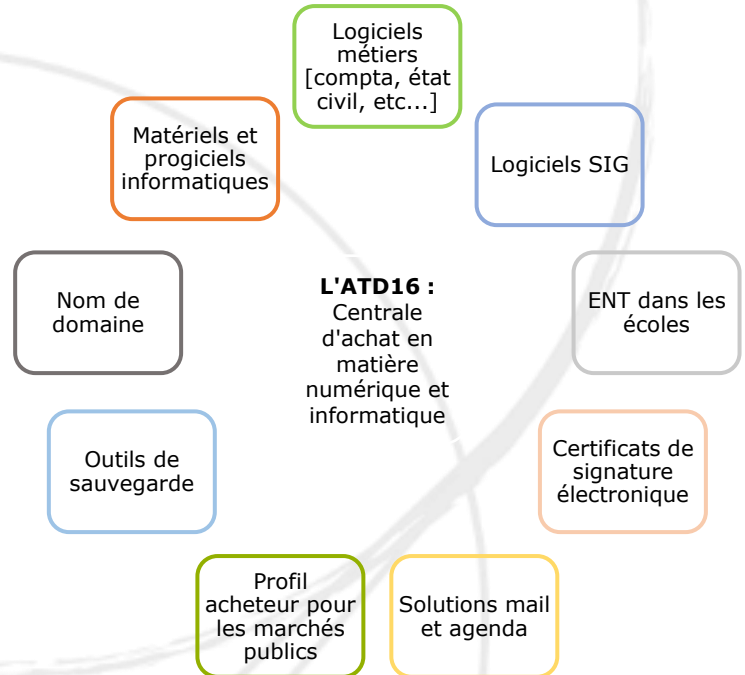 Logiciels
métiers
[compta, état
civil, etc...]
Logiciels SIG
ENT dans les
écoles
Certificats de
signature
électronique
Solutions mail
et agenda
Profil
acheteur pour
les marchés
publics
Outils de
sauvegarde
Nom de
domaine
Matériels et
progiciels
informatiques
L'ATD16 :
Centrale
d'achat en
matière
numérique et
informatique